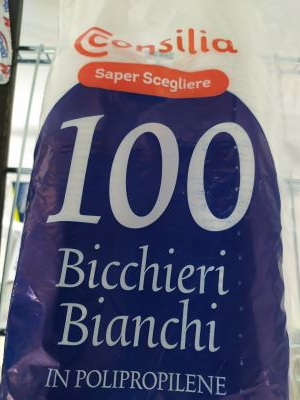 Consilia
Saper Scegliere
100
Bicchieri
Bianchi
IN POLIPROPILENE